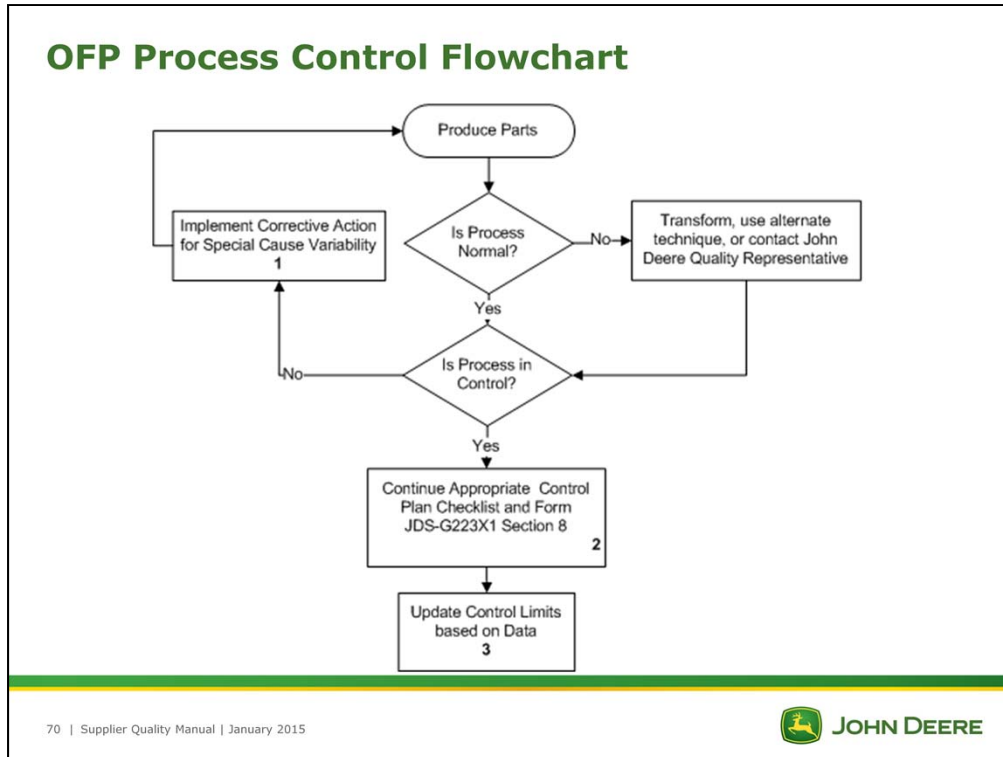 OFP Process Control Flowchart
Produce Parts
Implement Corrective Action
for Special Cause Variability
1
Is Process
Normal?
No
Transform, use alternate
technique, or contact John
Deere Quality Representative
Yes
Is Process in
Control?
No
Yes
Continue Appropriate Control
Plan Checklist and Form
JDS-G223X1 Section 8
2
Update Control Limits
based on Data
3
70 | Supplier Quality Manual | January 2015
JOHN DEERE